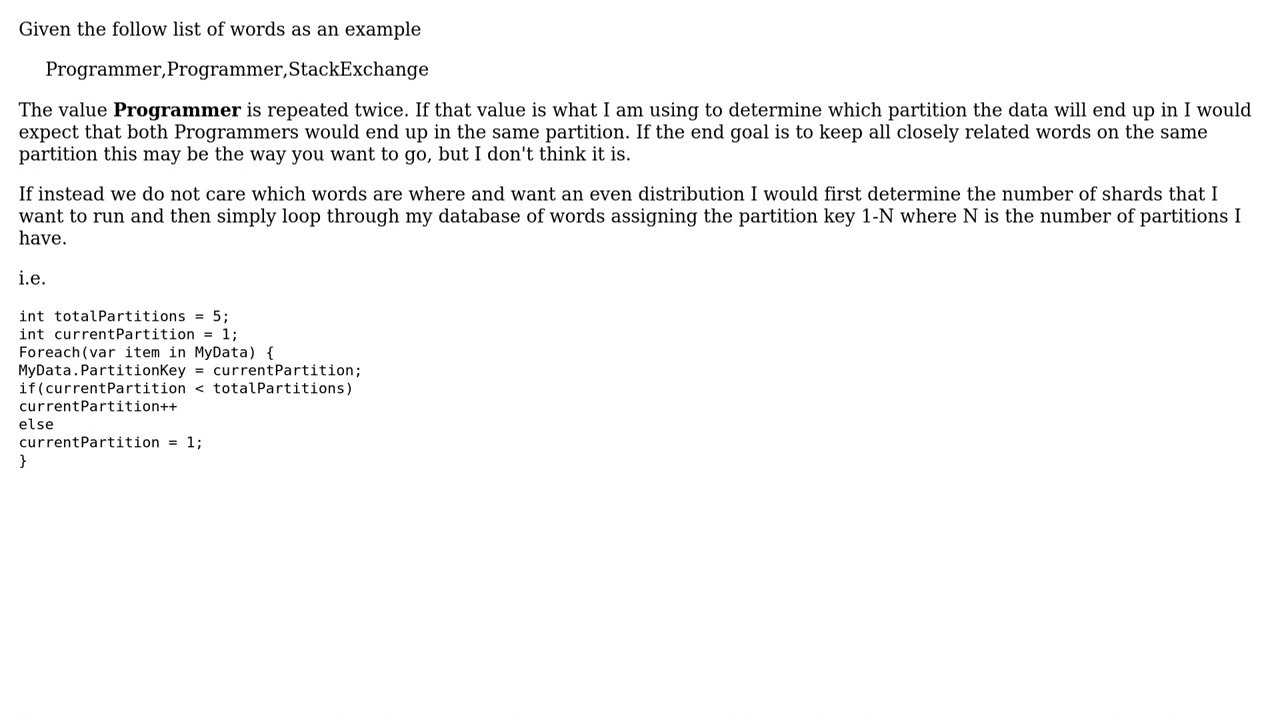 Given the follow list of words as an example
Programmer,Programmer,StackExchange
The value Programmer is repeated twice. If that value is what I am using to determine which partition the data will end up in I would
expect that both Programmers would end up in the same partition. If the end goal is to keep all closely related words on the same
partition this may be the way you want to go, but I don't think it is.
If instead we do not care which words are where and want an even distribution I would first determine the number of shards that I
want to run and then simply loop through my database of words assigning the partition key 1-N where N is the number of partitions I
have.
i.e.
int totalPartitions = 5;
int currentPartition = 1;
Foreach(var item in MyData) {
MyData.PartitionKey = currentPartition;
if(currentPartition < totalPartitions)
currentPartition++
else
currentPartition = 1;
}